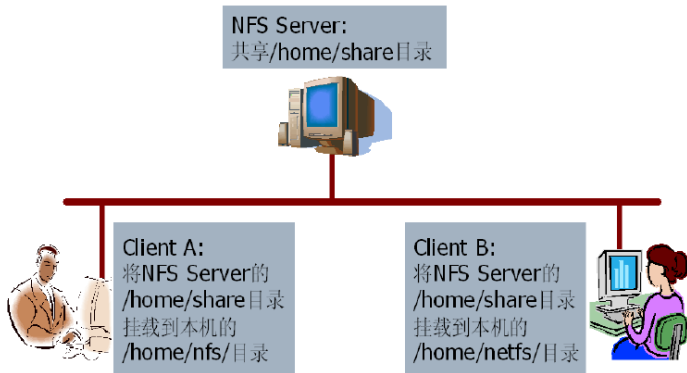 NFS Server:
共享/home/share目录
Client A:
将NFS Server的
/home/share目录
挂载到本机的
/home/nfs/目录
Client B:
将NFS Server的
/home/share目录
挂载到本机的
/home/netfs/目录